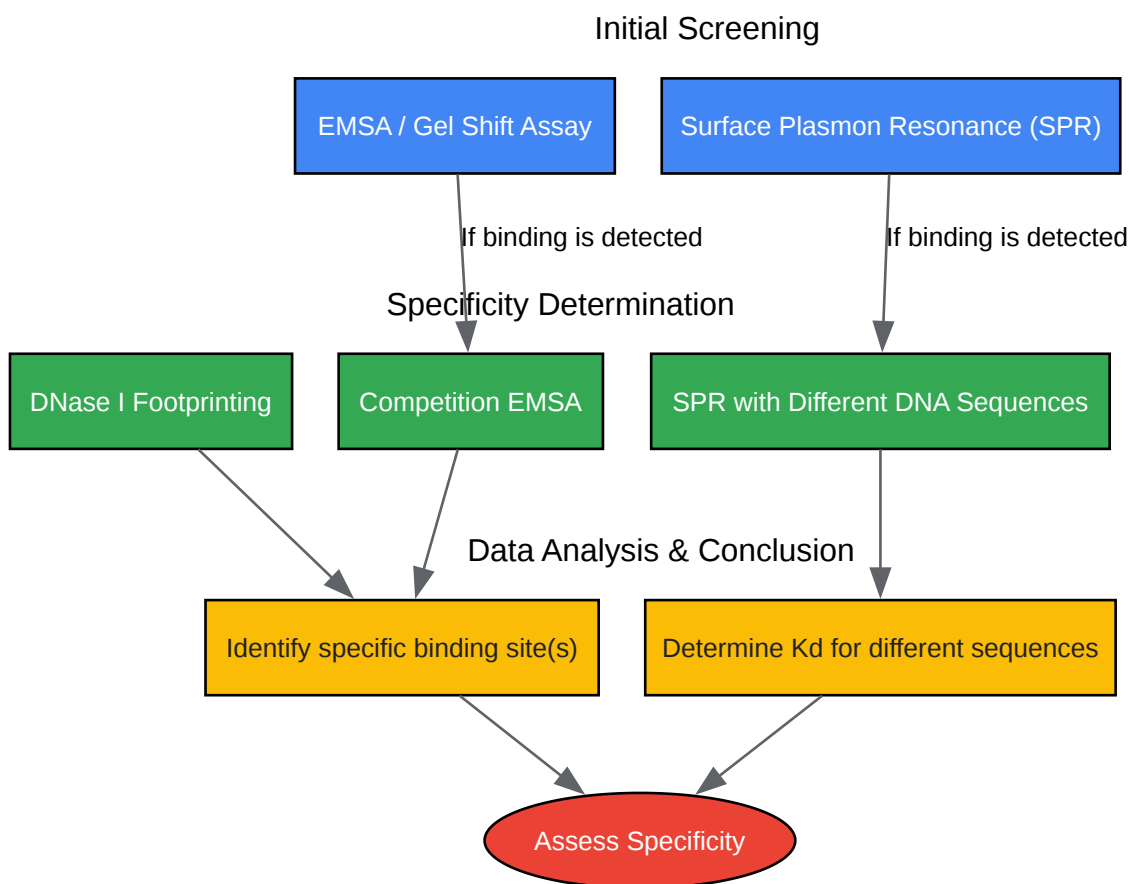 Initial Screening
EMSA / Gel Shift Assay
Surface Plasmon Resonance (SPR)
If binding is detected
If binding is detected
Specificity Determination
DNase I Footprinting
Competition EMSA
SPR with Different DNA Sequences
Data Analysis & Conclusion
Identify specific binding site(s)
Determine Kd for different sequences
Assess Specificity